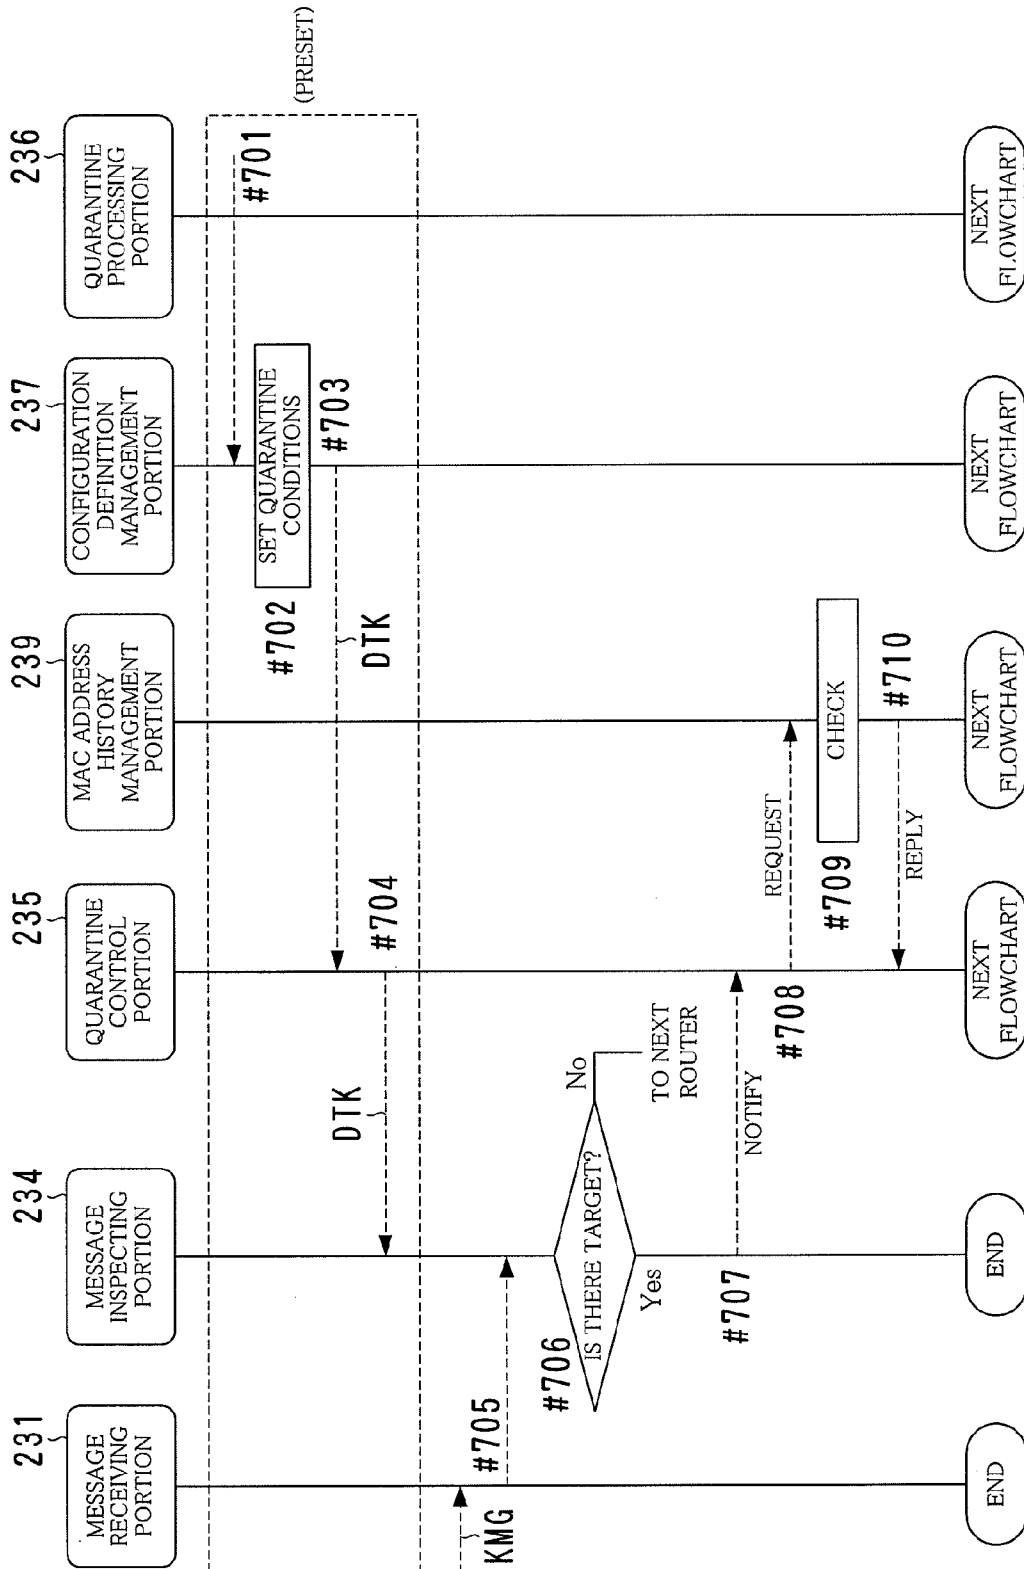 231
MESSAGE
RECEIVING
PORTION
234
MESSAGE
INSPECTING
PORTION
235
QUARANTINE
CONTROL
PORTION
239
MAC ADDRESS
HISTORY
MANAGEMENT
PORTION
237
CONFIGURATION
DEFINITION
MANAGEMENT
PORTION
236
QUARANTINE
PROCESSING
PORTION
(PRESET)
#701
#702
SET QUARANTINE
CONDITIONS
#703
DTK
#704
DTK
KMG
#705
#706
IS THERE TARGET?
No
TO NEXT
ROUTER
Yes
#707
NOTIFY
#708
REQUEST
#709
CHECK
#710
REPLY
END
END
NEXT
FLOWCHART
NEXT
FLOWCHART
NEXT
FLOWCHART
NEXT
FLOWCHART